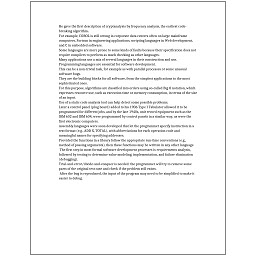 He gave the first description of cryptanalysis by frequency analysis, the earliest code-
breaking algorithm.
For example, COBOL is still strong in corporate data centers often on large mainframe
computers, Fortran in engineering applications, scripting languages in Web development,
and C in embedded software.
Some languages are more prone to some kinds of faults because their specification does not
require compilers to perform as much checking as other languages.
Many applications use a mix of several languages in their construction and use.
Programming languages are essential for software development.
This can be a non-trivial task, for example as with parallel processes or some unusual
software bugs.
They are the building blocks for all software, from the simplest applications to the most
sophisticated ones.
For this purpose, algorithms are classified into orders using so-called Big O notation, which
expresses resource use, such as execution time or memory consumption, in terms of the size
of an input.
Use of a static code analysis tool can help detect some possible problems.
Later a control panel (plug board) added to his 1906 Type I Tabulator allowed it to be
programmed for different jobs, and by the late 1940s, unit record equipment such as the
IBM 602 and IBM 604, were programmed by control panels in a similar way, as were the
first electronic computers.
Assembly languages were soon developed that let the programmer specify instruction in a
text format (e.g., ADD X, TOTAL), with abbreviations for each operation code and
meaningful names for specifying addresses.
Provided the functions in a library follow the appropriate run-time conventions (e.g.,
method of passing arguments), then these functions may be written in any other language.
The first step in most formal software development processes is requirements analysis,
followed by testing to determine value modeling, implementation, and failure elimination
(debugging).
Trial-and-error/divide-and-conquer is needed: the programmer will try to remove some
parts of the original test case and check if the problem still exists.
After the bug is reproduced, the input of the program may need to be simplified to make it
easier to debug.